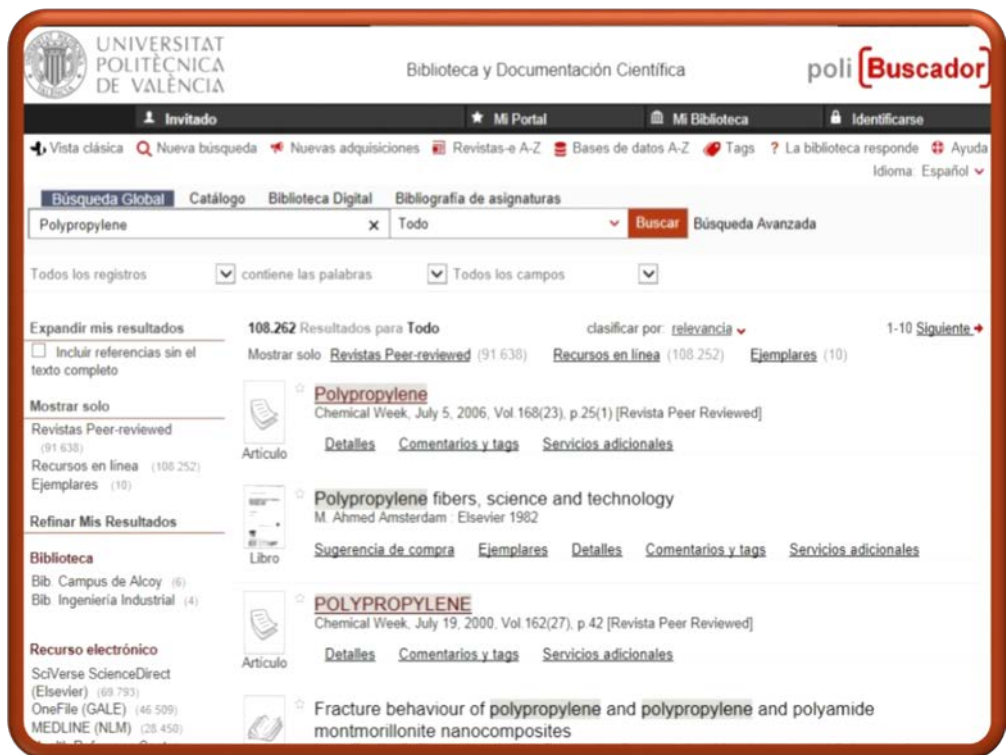 UNIVERSITAT
POLITÈCNICA
DE VALÈNCIA
Biblioteca y Documentación Científica
poli [Buscador]
Invitado Mi Portal Mi Biblioteca Identificarse
Vista clásica Nueva búsqueda Nuevas adquisiciones Revistas-e A-Z Bases de datos A-Z Tags ? La biblioteca responde Ayuda
Idioma: Español
Búsqueda Global Catálogo Biblioteca Digital Bibliografía de asignaturas
Polypropylene x Todo Buscar Búsqueda Avanzada
Todos los registros contiene las palabras Todos los campos
Expandir mis resultados
Incluir referencias sin el
texto completo
Mostrar solo
Revistas Peer-reviewed
(91.638)
Recursos en línea (108.252)
Ejemplares (10)
Refinar Mis Resultados
Biblioteca
Bib. Campus de Alcoy (6)
Bib. Ingeniería Industrial (4)
Recurso electrónico
SciVerse ScienceDirect
(Elsevier) (69.793)
OneFile (GALE) (46.509)
MEDLINE (NLM) (28.450)
108.262 Resultados para Todo clasificar por: relevancia 1-10 Siguiente
Mostrar solo Revistas Peer-reviewed (91.638) Recursos en línea (108.252) Ejemplares (10)
Polypropylene
Chemical Week, July 5, 2006, Vol.168(23), p.25(1) [Revista Peer Reviewed]
Artículo
Detalles Comentarios y tags Servicios adicionales
Polypropylene fibers, science and technology
M. Ahmed Amsterdam : Elsevier 1982
Libro
Sugerencia de compra Ejemplares Detalles Comentarios y tags Servicios adicionales
POLYPROPYLENE
Chemical Week, July 19, 2000, Vol.162(27), p.42 [Revista Peer Reviewed]
Artículo
Detalles Comentarios y tags Servicios adicionales
Fracture behaviour of polypropylene and polypropylene and polyamide
montmorillonite nanocomposites